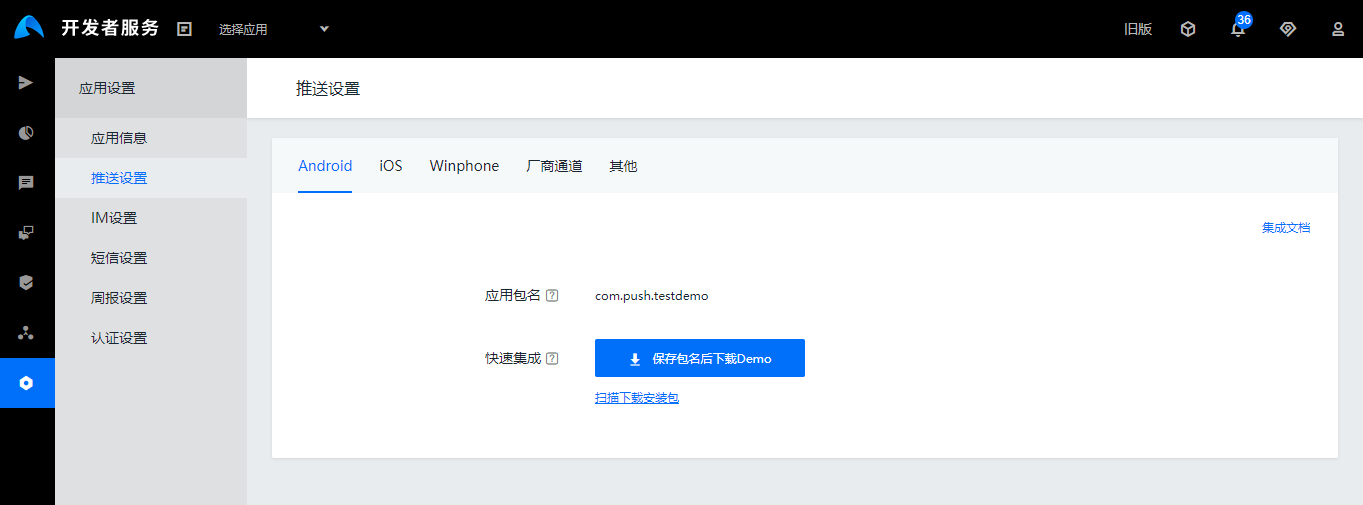 开发者服务 选择应用 旧版 36
应用设置
应用信息
推送设置
IM设置
短信设置
周报设置
认证设置
推送设置
Android iOS Winphone 厂商通道 其他
集成文档
应用包名 ? com.push.testdemo
快速集成 ? 保存包名后下载Demo
扫描下载安装包